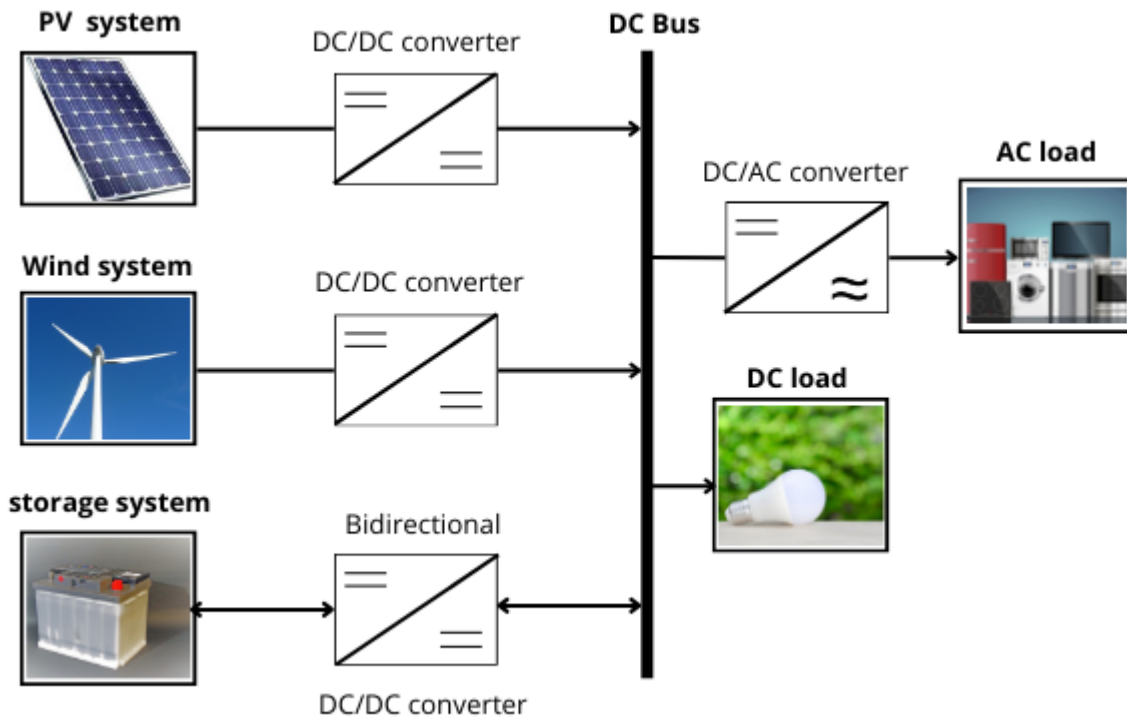 PV system
DC/DC converter
DC Bus
DC/AC converter
AC load
Wind system
DC/DC converter
DC load
storage system
Bidirectional
DC/DC converter